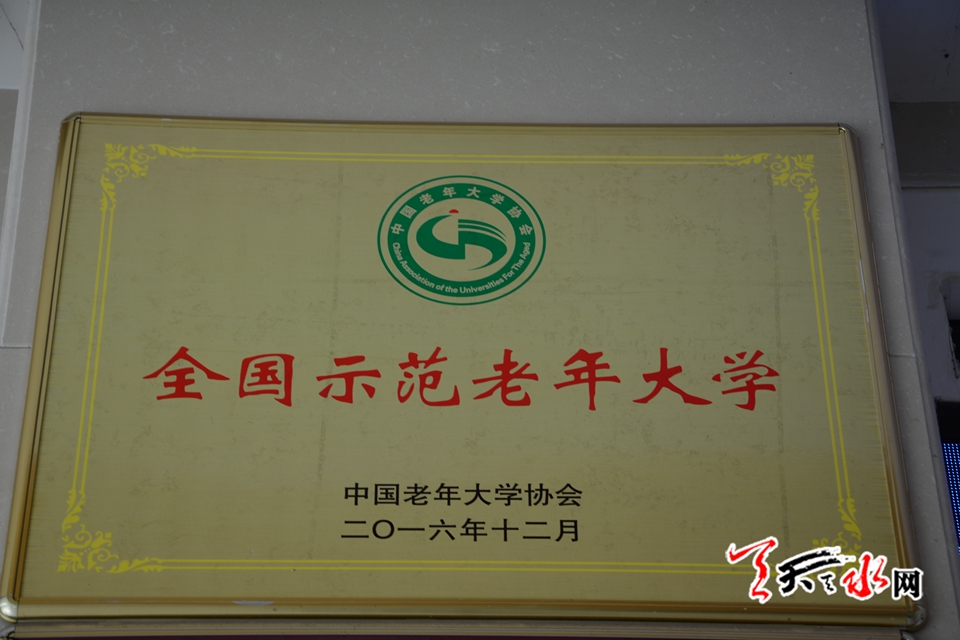 中国老年大学协会
China Association of the Universities For The Aged
全国示范老年大学
中国老年大学协会
二〇一六年十二月
天天天水网